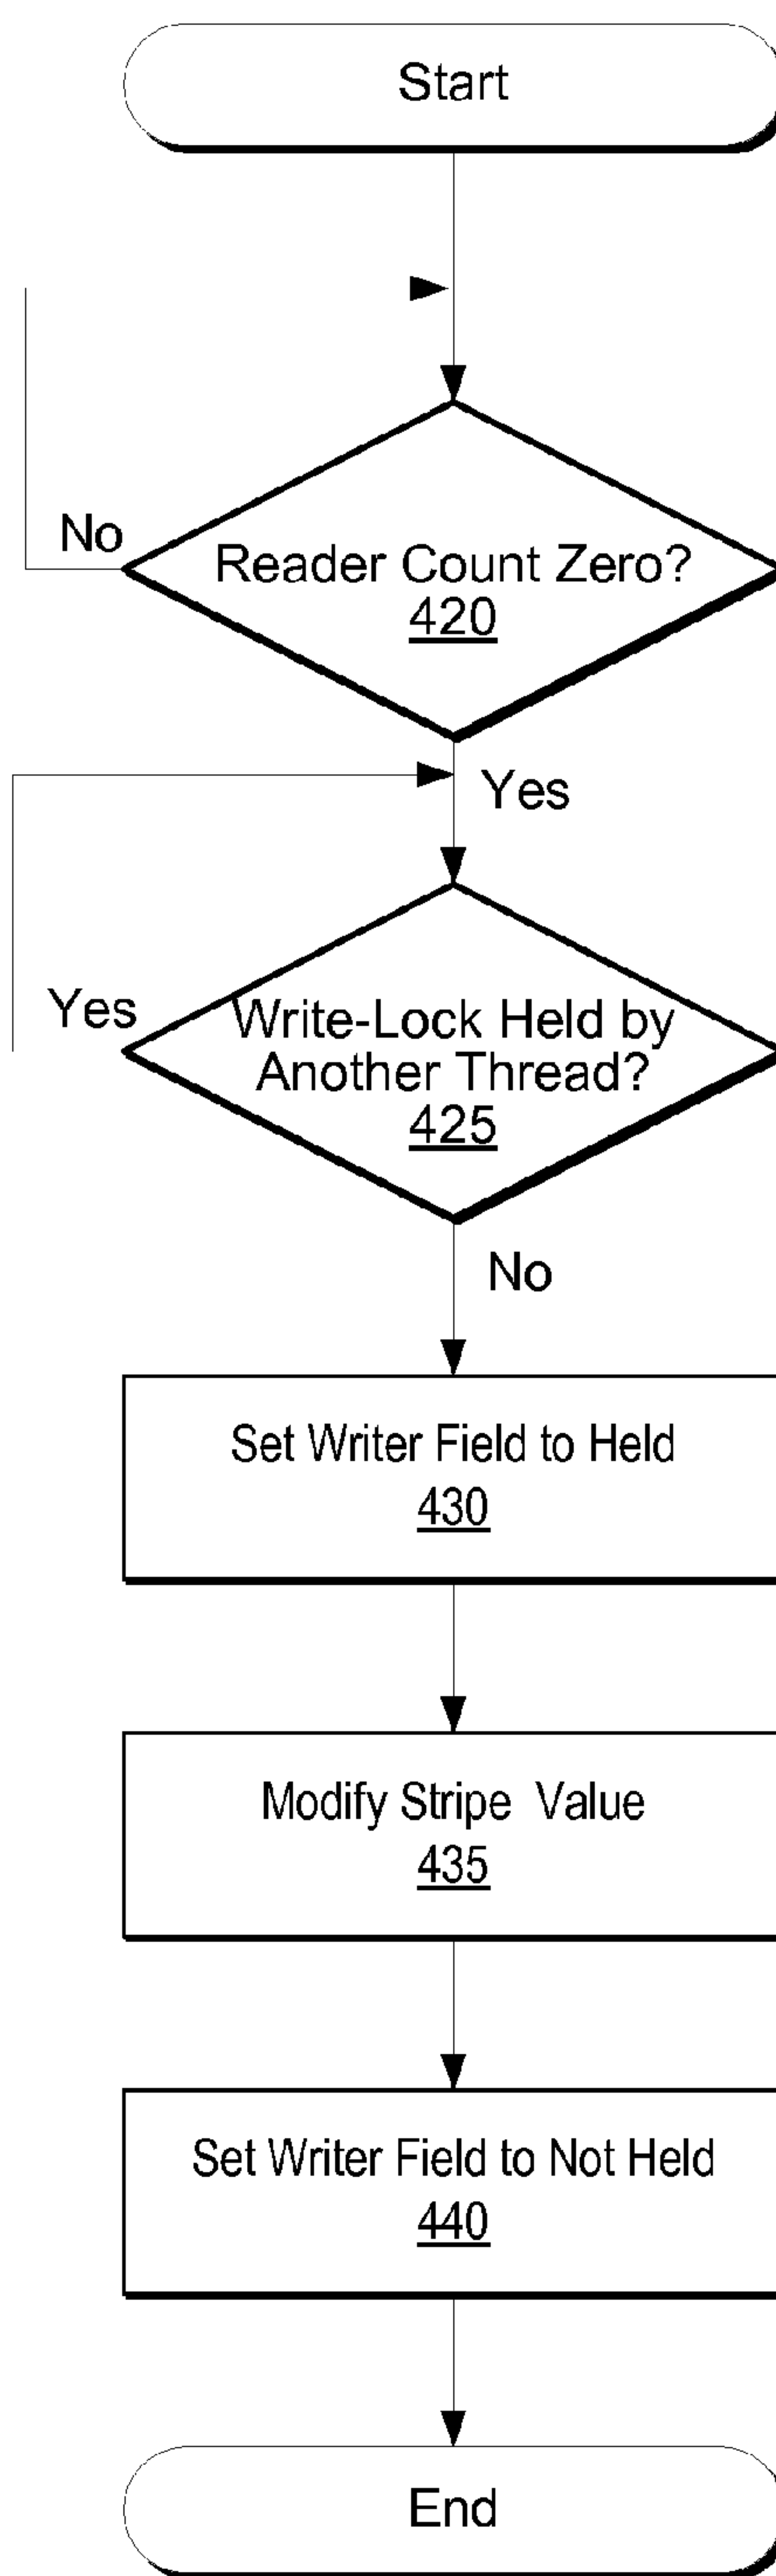 Start
No
Reader Count Zero?
420
Yes
Yes
Write-Lock Held by
Another Thread?
425
No
Set Writer Field to Held
430
Modify Stripe Value
435
Set Writer Field to Not Held
440
End